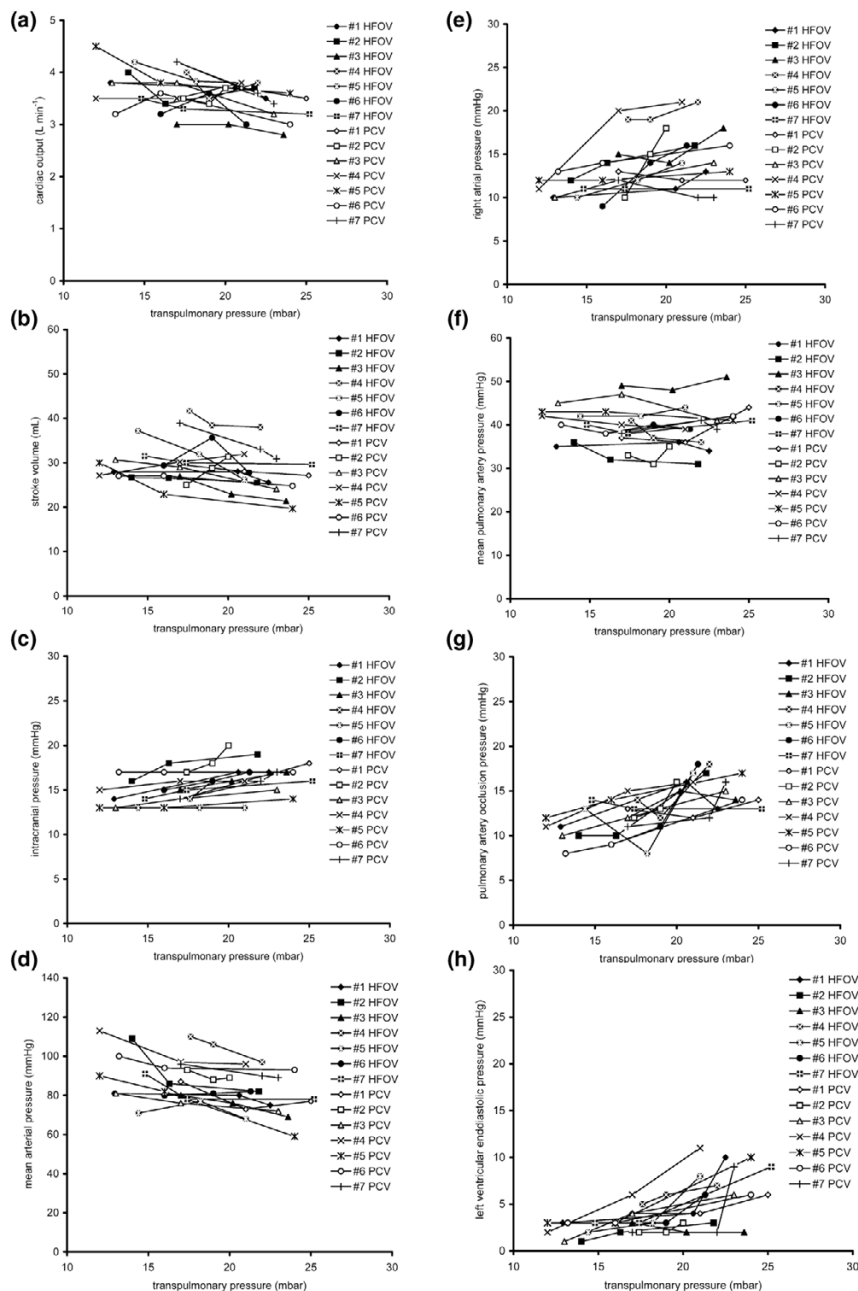 (a)
cardiac output (L min⁻¹)
5
4
3
2
1
0
10
15
20
25
30
transpulmonary pressure (mbar)
#1 HFOV
#2 HFOV
#3 HFOV
#4 HFOV
#5 HFOV
#6 HFOV
#7 HFOV
#1 PCV
#2 PCV
#3 PCV
#4 PCV
#5 PCV
#6 PCV
#7 PCV
(b)
stroke volume (mL)
60
50
40
30
20
10
0
10
15
20
25
30
transpulmonary pressure (mbar)
#1 HFOV
#2 HFOV
#3 HFOV
#4 HFOV
#5 HFOV
#6 HFOV
#7 HFOV
#1 PCV
#2 PCV
#3 PCV
#4 PCV
#5 PCV
#6 PCV
#7 PCV
(c)
intracranial pressure (mmHg)
30
25
20
15
10
5
0
10
15
20
25
30
transpulmonary pressure (mbar)
#1 HFOV
#2 HFOV
#3 HFOV
#4 HFOV
#5 HFOV
#6 HFOV
#7 HFOV
#1 PCV
#2 PCV
#3 PCV
#4 PCV
#5 PCV
#6 PCV
#7 PCV
(d)
mean arterial pressure (mmHg)
140
120
100
80
60
40
20
0
10
15
20
25
30
transpulmonary pressure (mbar)
#1 HFOV
#2 HFOV
#3 HFOV
#4 HFOV
#5 HFOV
#6 HFOV
#7 HFOV
#1 PCV
#2 PCV
#3 PCV
#4 PCV
#5 PCV
#6 PCV
#7 PCV
(e)
right atrial pressure (mmHg)
30
25
20
15
10
5
0
10
15
20
25
30
transpulmonary pressure (mbar)
#1 HFOV
#2 HFOV
#3 HFOV
#4 HFOV
#5 HFOV
#6 HFOV
#7 HFOV
#1 PCV
#2 PCV
#3 PCV
#4 PCV
#5 PCV
#6 PCV
#7 PCV
(f)
mean pulmonary artery pressure (mmHg)
60
50
40
30
20
10
0
10
15
20
25
30
transpulmonary pressure (mbar)
#1 HFOV
#2 HFOV
#3 HFOV
#4 HFOV
#5 HFOV
#6 HFOV
#7 HFOV
#1 PCV
#2 PCV
#3 PCV
#4 PCV
#5 PCV
#6 PCV
#7 PCV
(g)
pulmonary artery occlusion pressure (mmHg)
30
25
20
15
10
5
0
10
15
20
25
30
transpulmonary pressure (mbar)
#1 HFOV
#2 HFOV
#3 HFOV
#4 HFOV
#5 HFOV
#6 HFOV
#7 HFOV
#1 PCV
#2 PCV
#3 PCV
#4 PCV
#5 PCV
#6 PCV
#7 PCV
(h)
left ventricular enddiastolic pressure (mmHg)
30
25
20
15
10
5
0
10
15
20
25
30
transpulmonary pressure (mbar)
#1 HFOV
#2 HFOV
#3 HFOV
#4 HFOV
#5 HFOV
#6 HFOV
#7 HFOV
#1 PCV
#2 PCV
#3 PCV
#4 PCV
#5 PCV
#6 PCV
#7 PCV